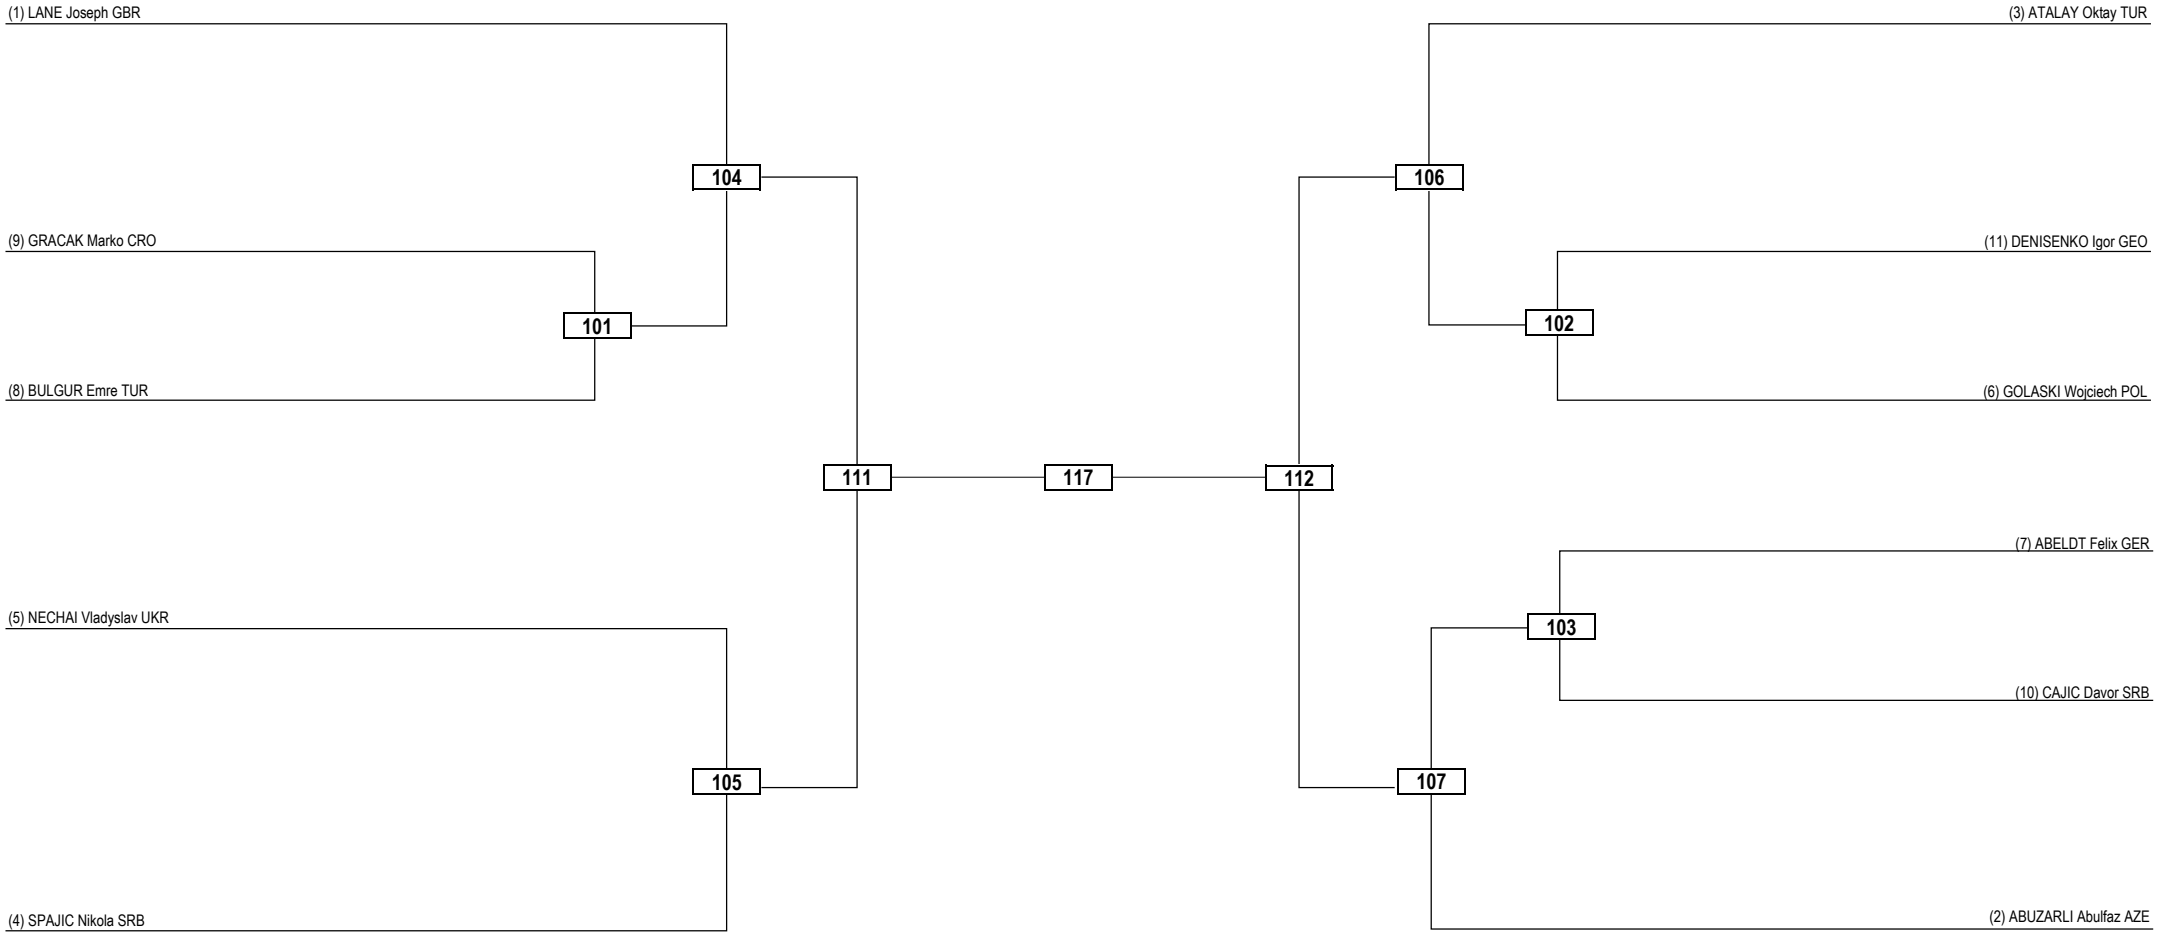 (1) LANE Joseph GBR
(3) ATALAY Oktay TUR
104
106
(9) GRACAK Marko CRO
(11) DENISENKO Igor GEO
101
102
(8) BULGUR Emre TUR
(6) GOLASKI Wojciech POL
111
117
112
(7) ABELDT Felix GER
(5) NECHAI Vladyslav UKR
103
(10) CAJIC Davor SRB
105
107
(4) SPAJIC Nikola SRB
(2) ABUZARLI Abulfaz AZE